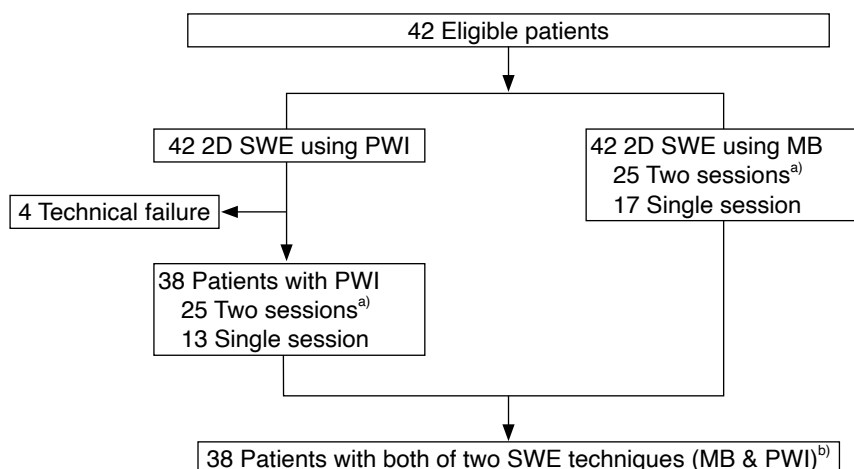 42 Eligible patients
42 2D SWE using PWI
42 2D SWE using MB
25 Two sessions a)
17 Single session
4 Technical failure
38 Patients with PWI
25 Two sessions a)
13 Single session
38 Patients with both of two SWE techniques (MB & PWI) b)